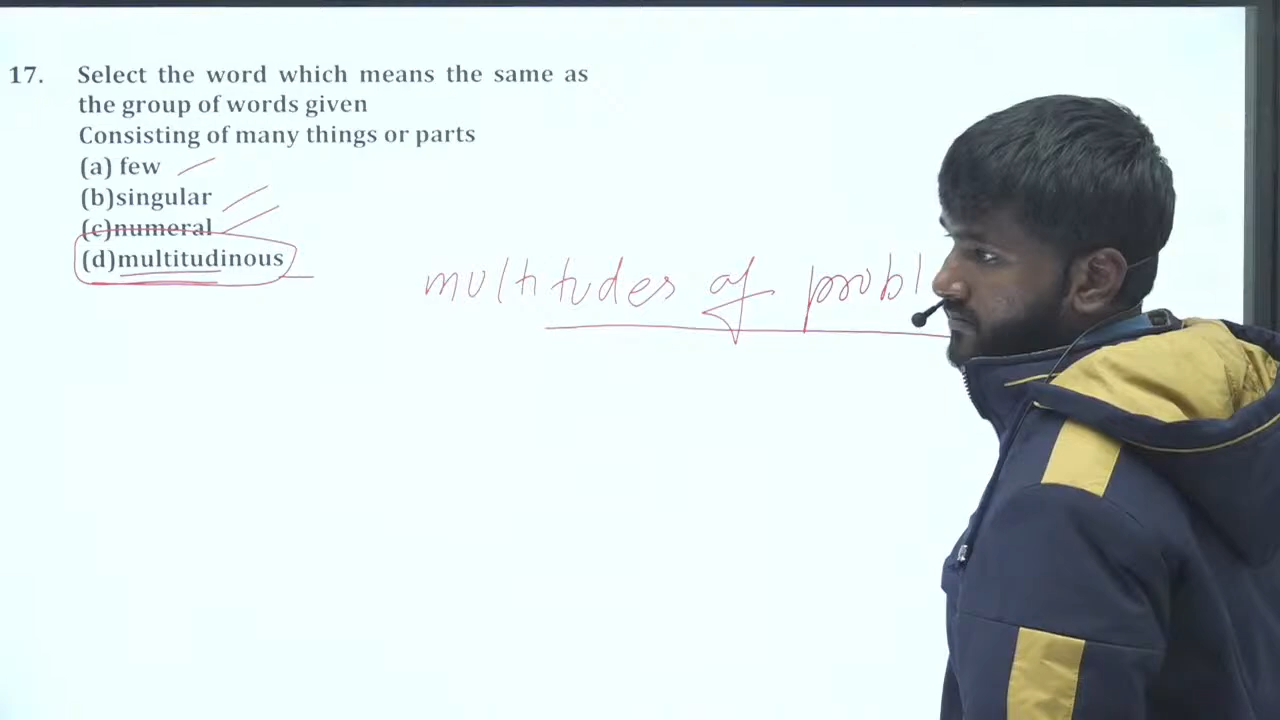 17. Select the word which means the same as
the group of words given
Consisting of many things or parts
(a) few
(b)singular
(c)numeral
(d)multitudinous
multitudes of